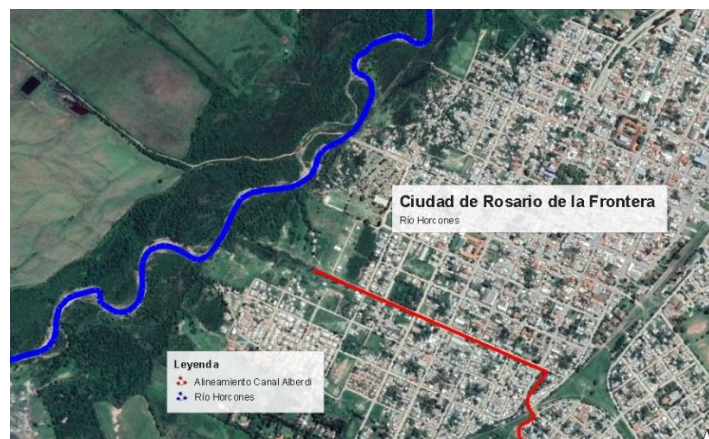 Ciudad de Rosario de la Frontera
Río Horcones
Leyenda
Alineamiento Canal Alberdi
Río Horcones